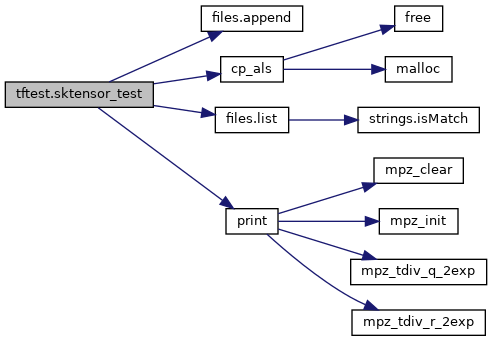 tftest.sktensor_test
files.append
cp_als
free
malloc
files.list
strings.isMatch
print
mpz_clear
mpz_init
mpz_tdiv_q_2exp
mpz_tdiv_r_2exp